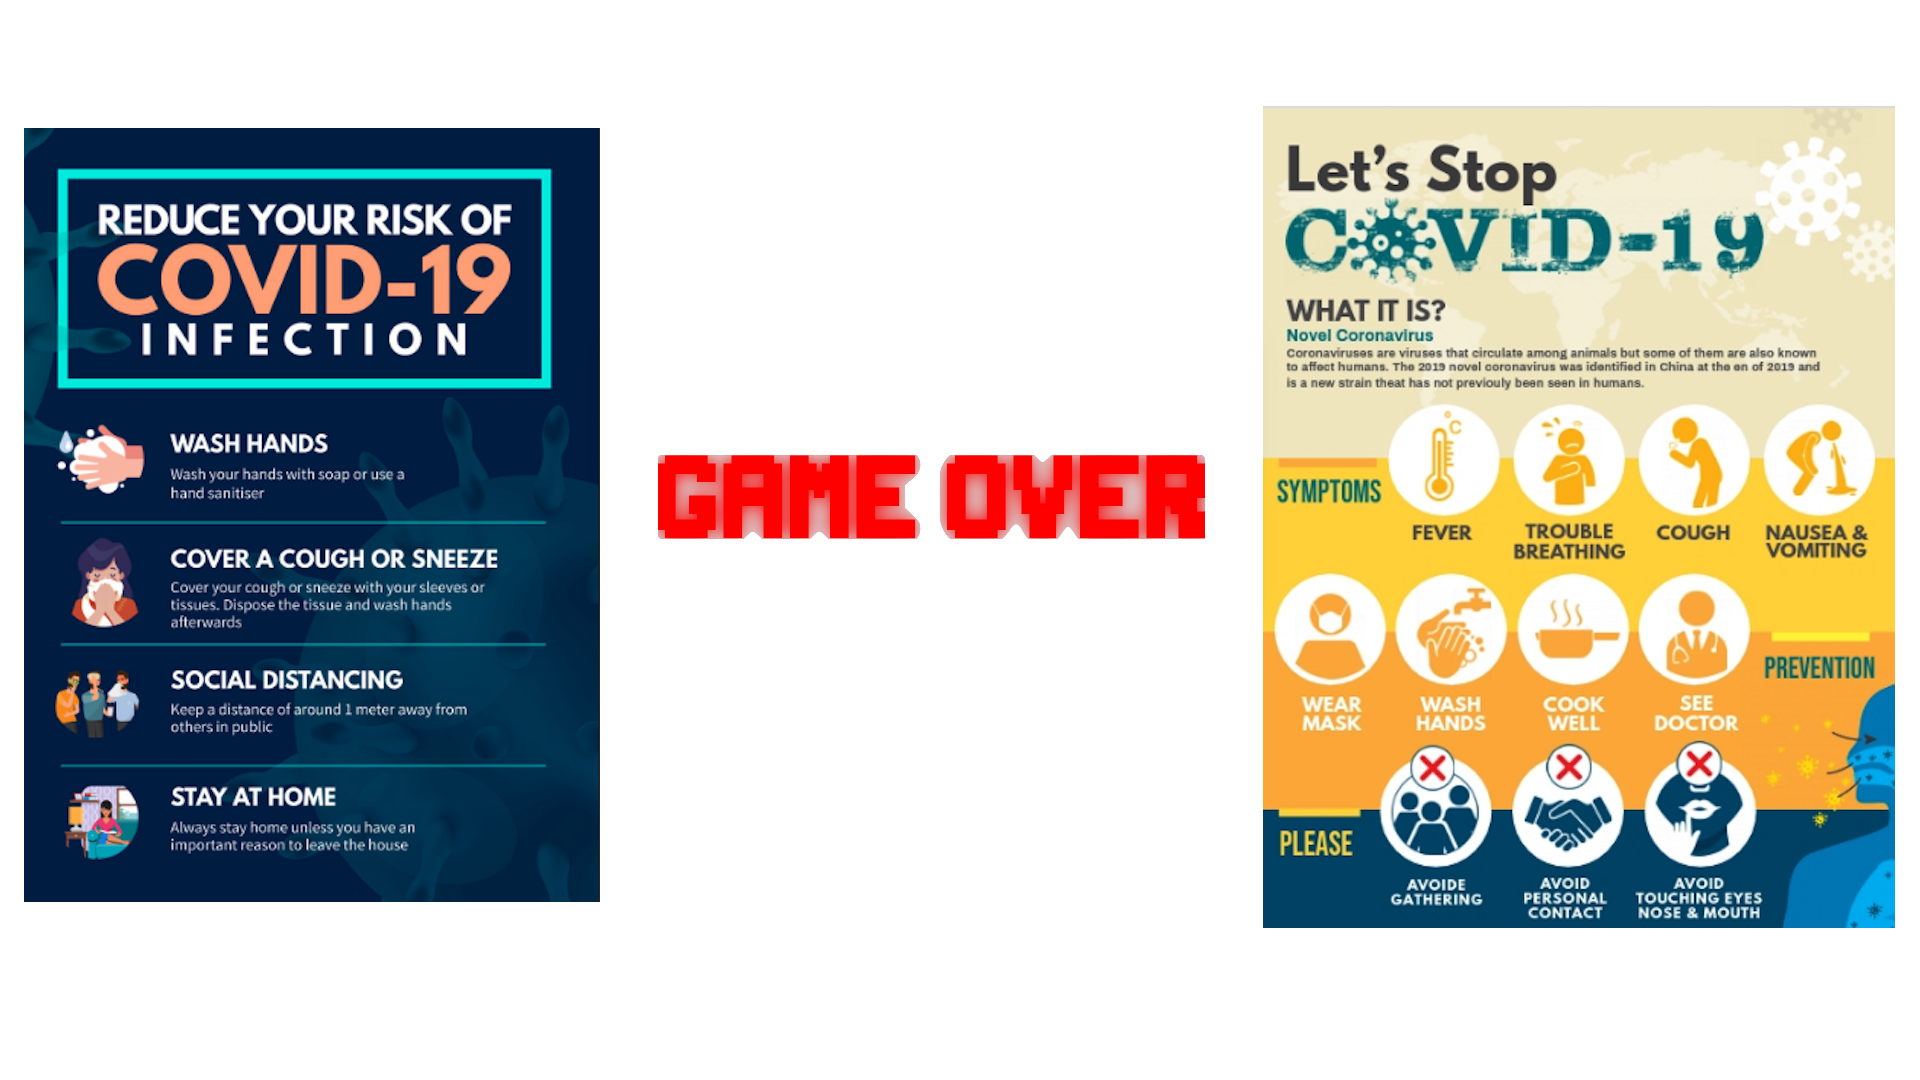 REDUCE YOUR RISK OF
COVID-19
INFECTION
WASH HANDS
Wash your hands with soap or use a
hand sanitiser
COVER A COUGH OR SNEEZE
Cover your cough or sneeze with your sleeves or
tissues. Dispose the tissue and wash hands
afterwards
SOCIAL DISTANCING
Keep a distance of around 1 meter away from
others in public
STAY AT HOME
Always stay home unless you have an
important reason to leave the house
GAME OVER
Let's Stop
COVID-19
WHAT IT IS?
Novel Coronavirus
Coronaviruses are viruses that circulate among animals but some of them are also known
to affect humans. The 2019 novel coronavirus was identified in China at the en of 2019 and
is a new strain theat has not previouly been seen in humans.
°C
SYMPTOMS
FEVER
TROUBLE
BREATHING
COUGH
NAUSEA &
VOMITING
WEAR
MASK
WASH
HANDS
COOK
WELL
SEE
DOCTOR
PREVENTION
PLEASE
AVOIDE
GATHERING
AVOID
PERSONAL
CONTACT
AVOID
TOUCHING EYES
NOSE & MOUTH